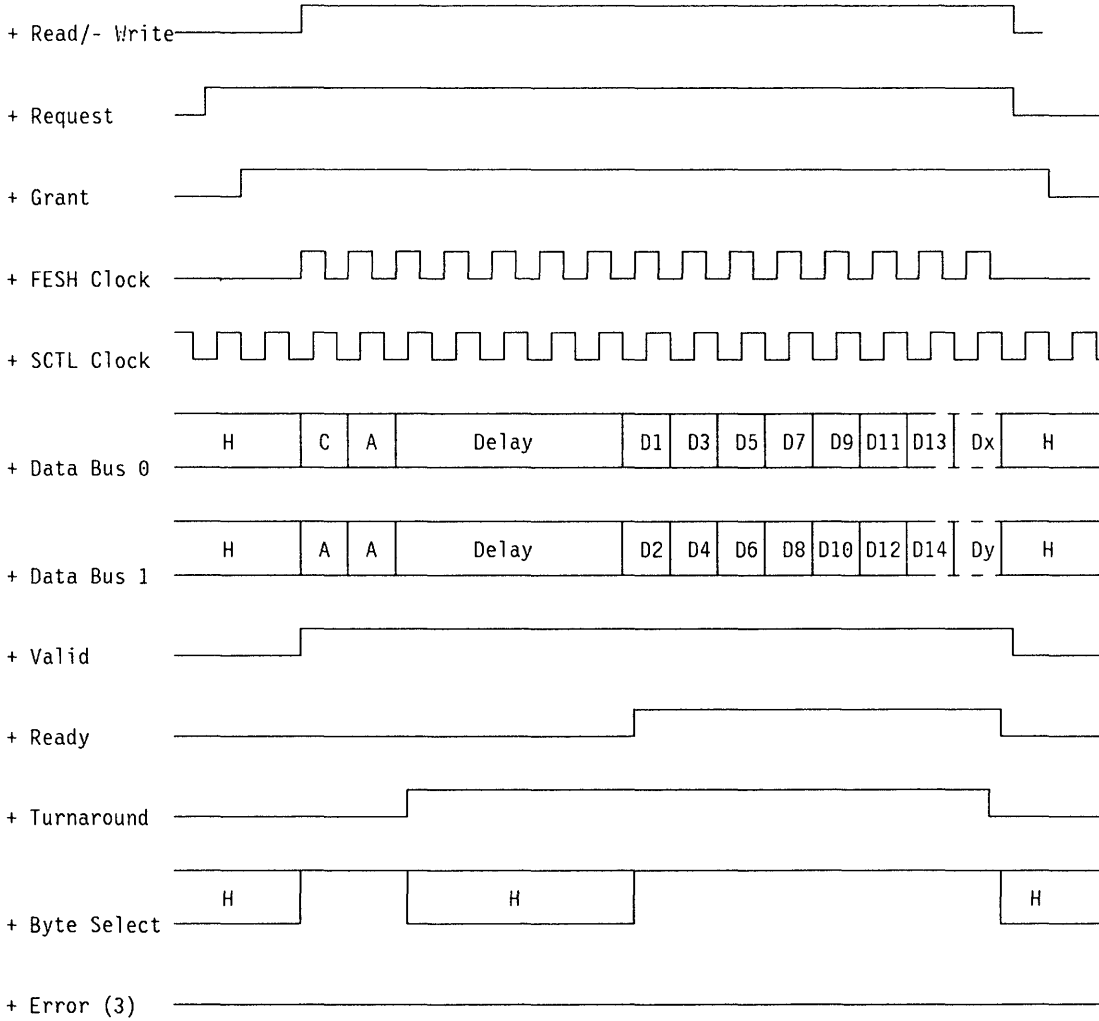 + Read/- Write
+ Request
+ Grant
+ FESH Clock
+ SCTL Clock
H C A Delay D1 D3 D5 D7 D9 D11 D13 Dx H
+ Data Bus 0
H A A Delay D2 D4 D6 D8 D10 D12 D14 Dy H
+ Data Bus 1
+ Valid
+ Ready
+ Turnaround
H H H
+ Byte Select
+ Error (3)